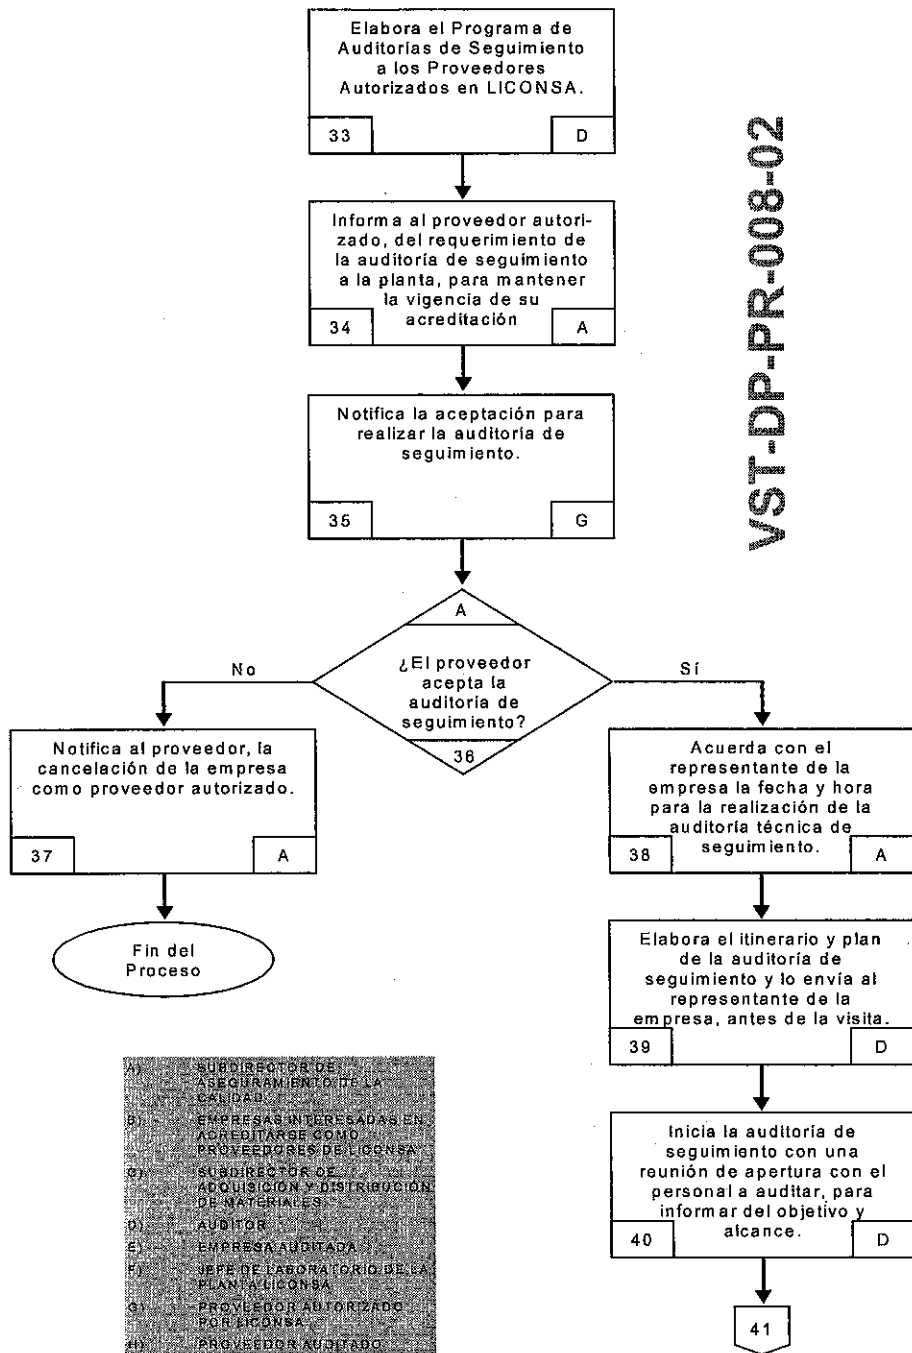 Elabora el Programa de
Auditorías de Seguimiento
a los Proveedores
Autorizados en LICONSA.
33
D
Informa al proveedor autori-
zado, del requerimiento de
la auditoría de seguimiento
a la planta, para mantener
la vigencia de su
acreditación
34
A
Notifica la aceptación para
realizar la auditoría de
seguimiento.
35
G
VST-DP-PR-008-02
A
¿El proveedor
acepta la
auditoría de
seguimiento?
36
No
Sí
Notifica al proveedor, la
cancelación de la empresa
como proveedor autorizado.
37
A
Fin del
Proceso
Acuerda con el
representante de la
empresa la fecha y hora
para la realización de la
auditoría técnica de
seguimiento.
38
A
Elabora el itinerario y plan
de la auditoría de
seguimiento y lo envía al
representante de la
empresa, antes de la visita.
39
D
Inicia la auditoría de
seguimiento con una
reunión de apertura con el
personal a auditar, para
informar del objetivo y
alcance.
40
D
41
A) SUBDIRECTOR DE
ASEGURAMIENTO DE LA
CALIDAD
B) EMPRESAS INTERESADAS EN
ACREDITARSE COMO
PROVEEDORES DE LICONSA
C) SUBDIRECTOR DE
ADQUISICIÓN Y DISTRIBUCIÓN
DE MATERIALES
D) AUDITOR
E) EMPRESA AUDITADA
F) JEFE DE LABORATORIO DE LA
PLANTA LICONSA
G) PROVEEDOR AUTORIZADO
POR LICONSA
H) PROVEEDOR AUDITADO